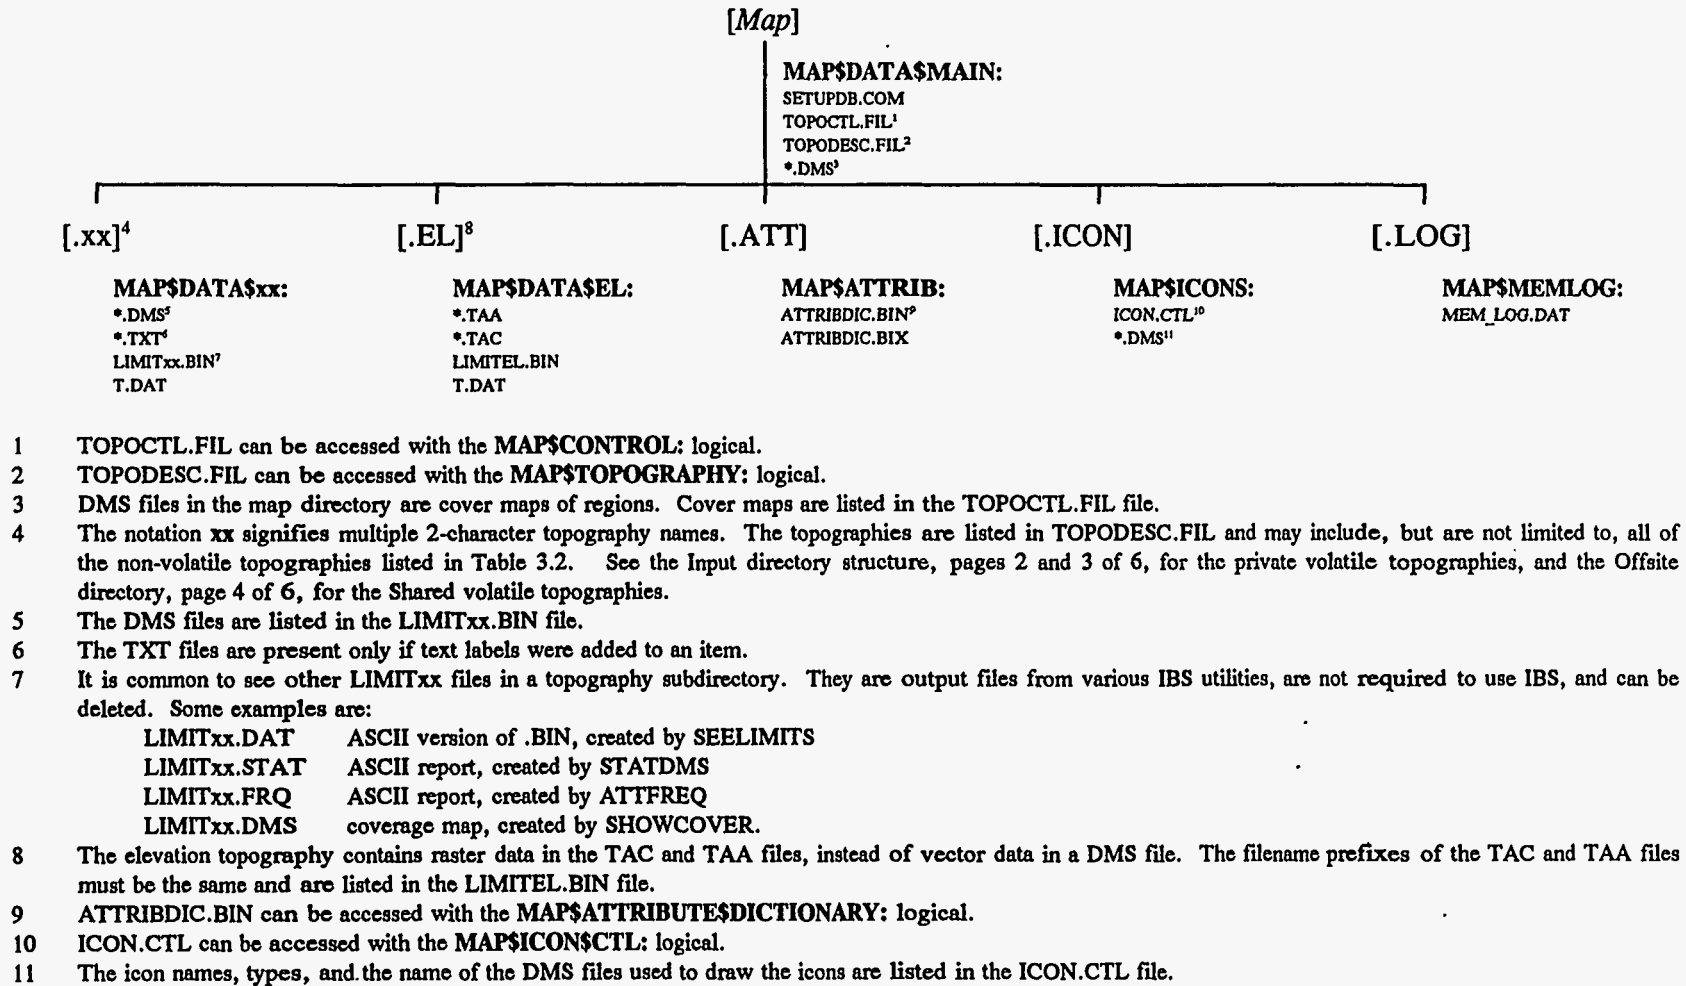 [Map]
MAP$DATA$MAIN:
SETUPDB.COM
TOPOCTL.FIL¹
TOPODESC.FIL²
*.DMS³
[.xx]⁴ [.EL]⁸ [.ATT] [.ICON] [.LOG]
MAP$DATA$xx: MAP$DATA$EL: MAP$ATTRIB: MAP$ICONS: MAP$MEMLOG:
*.DMS⁵ *.TAA ATTRIBDIC.BIN⁹ ICON.CTL¹⁰ MEM_LOG.DAT
*.TXT⁶ *.TAC ATTRIBDIC.BIX *.DMS¹¹
LIMITxx.BIN⁷ LIMITEL.BIN
T.DAT T.DAT
1 TOPOCTL.FIL can be accessed with the MAP$CONTROL: logical.
2 TOPODESC.FIL can be accessed with the MAP$TOPOGRAPHY: logical.
3 DMS files in the map directory are cover maps of regions. Cover maps are listed in the TOPOCTL.FIL file.
4 The notation xx signifies multiple 2-character topography names. The topographies are listed in TOPODESC.FIL and may include, but are not limited to, all of
the non-volatile topographies listed in Table 3.2. See the Input directory structure, pages 2 and 3 of 6, for the private volatile topographies, and the Offsite
directory, page 4 of 6, for the Shared volatile topographies.
5 The DMS files are listed in the LIMITxx.BIN file.
6 The TXT files are present only if text labels were added to an item.
7 It is common to see other LIMITxx files in a topography subdirectory. They are output files from various IBS utilities, are not required to use IBS, and can be
deleted. Some examples are:
LIMITxx.DAT ASCII version of .BIN, created by SEELIMITS
LIMITxx.STAT ASCII report, created by STATDMS
LIMITxx.FRQ ASCII report, created by ATTFREQ
LIMITxx.DMS coverage map, created by SHOWCOVER.
8 The elevation topography contains raster data in the TAC and TAA files, instead of vector data in a DMS file. The filename prefixes of the TAC and TAA files
must be the same and are listed in the LIMITEL.BIN file.
9 ATTRIBDIC.BIN can be accessed with the MAP$ATTRIBUTE$DICTIONARY: logical.
10 ICON.CTL can be accessed with the MAP$ICON$CTL: logical.
11 The icon names, types, and the name of the DMS files used to draw the icons are listed in the ICON.CTL file.